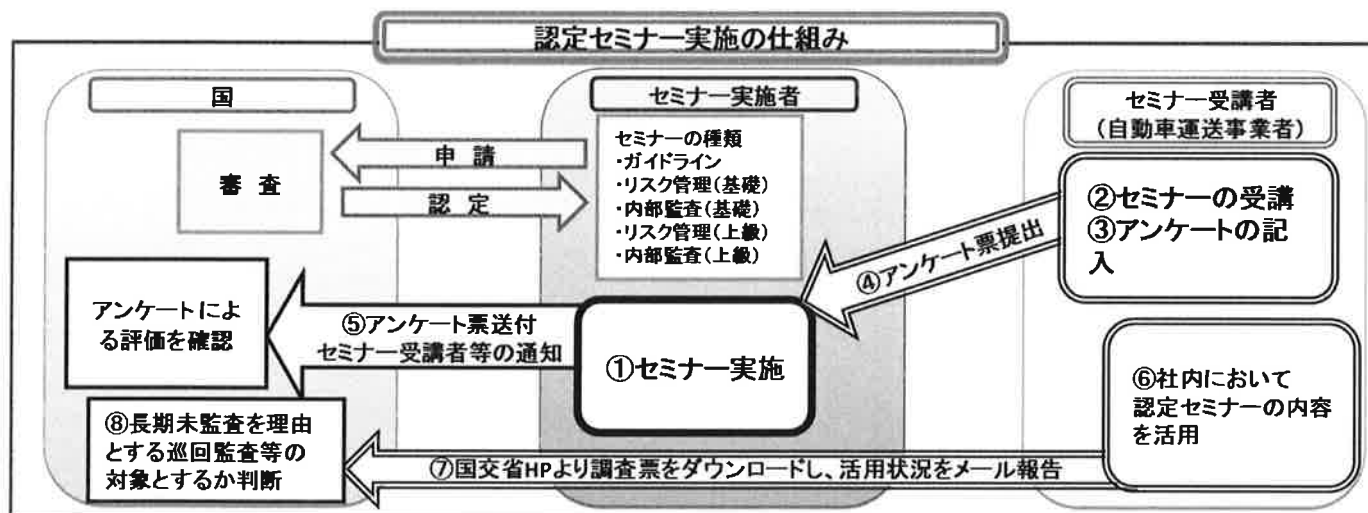 認定セミナー実施の仕組み
国
セミナー実施者
セミナー受講者
(自動車運送事業者)
審 査
申 請
認 定
セミナーの種類
・ガイドライン
・リスク管理(基礎)
・内部監査(基礎)
・リスク管理(上級)
・内部監査(上級)
②セミナーの受講
③アンケートの記
入
④アンケート票提出
アンケートによ
る評価を確認
⑤アンケート票送付
セミナー受講者等の通知
①セミナー実施
⑥社内において
認定セミナーの内容
を活用
⑧長期未監査を理由
とする巡回監査等の
対象とするか判断
⑦国交省HPより調査票をダウンロードし、活用状況をメール報告